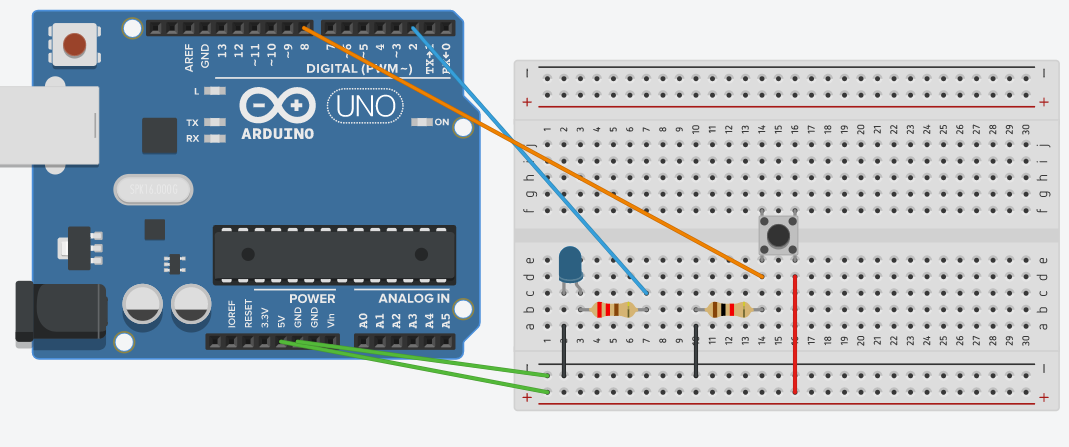 AREF
GND
13
12
~11
~10
~9
8
7
~6
~5
4
~3
2
TX→1
RX←0
DIGITAL (PWM ~)
L
TX
RX
ARDUINO
UNO
ON
SPK16.000G
POWER
ANALOG IN
IOREF
RESET
3.3V
5V
GND
GND
Vin
A0
A1
A2
A3
A4
A5
− −
+ +
1 2 3 4 5 6 7 8 9 10 11 12 13 14 15 16 17 18 19 20 21 22 23 24 25 26 27 28 29 30
j j
i i
h h
g g
f f
e e
d d
c c
b b
a a
1 2 3 4 5 6 7 8 9 10 11 12 13 14 15 16 17 18 19 20 21 22 23 24 25 26 27 28 29 30
− −
+ +